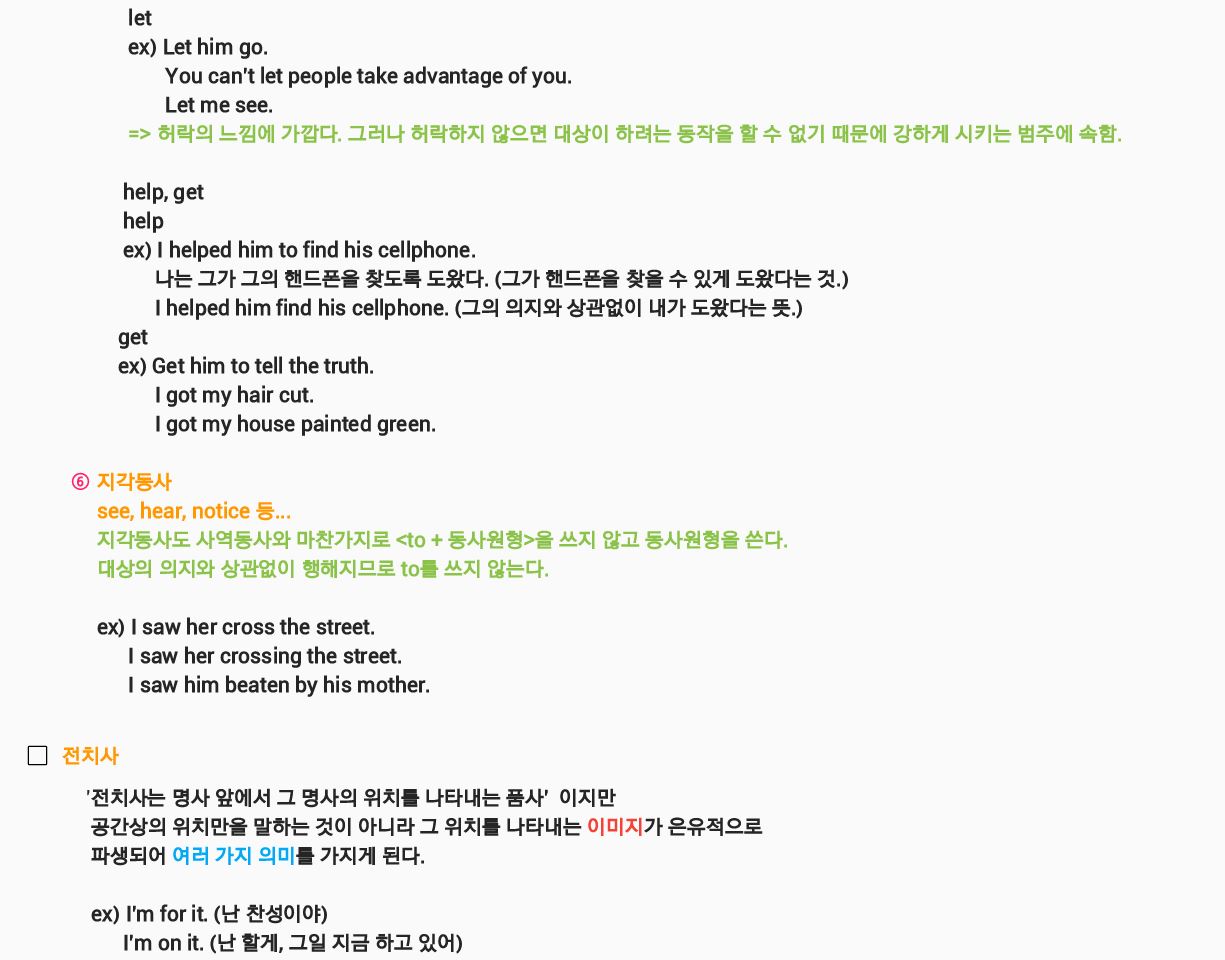 let
ex) Let him go.
You can't let people take advantage of you.
Let me see.
=> 허락의 느낌에 가깝다. 그러나 허락하지 않으면 대상이 하려는 동작을 할 수 없기 때문에 강하게 시키는 범주에 속함.
help, get
help
ex) I helped him to find his cellphone.
나는 그가 그의 핸드폰을 찾도록 도왔다. (그가 핸드폰을 찾을 수 있게 도왔다는 것.)
I helped him find his cellphone. (그의 의지와 상관없이 내가 도왔다는 뜻.)
get
ex) Get him to tell the truth.
I got my hair cut.
I got my house painted green.
⑥ 지각동사
see, hear, notice 등...
지각동사도 사역동사와 마찬가지로 <to + 동사원형>을 쓰지 않고 동사원형을 쓴다.
대상의 의지와 상관없이 행해지므로 to를 쓰지 않는다.
ex) I saw her cross the street.
I saw her crossing the street.
I saw him beaten by his mother.
전치사
'전치사는 명사 앞에서 그 명사의 위치를 나타내는 품사' 이지만
공간상의 위치만을 말하는 것이 아니라 그 위치를 나타내는 이미지가 은유적으로
파생되어 여러 가지 의미를 가지게 된다.
ex) I'm for it. (난 찬성이야)
I'm on it. (난 할게, 그일 지금 하고 있어)